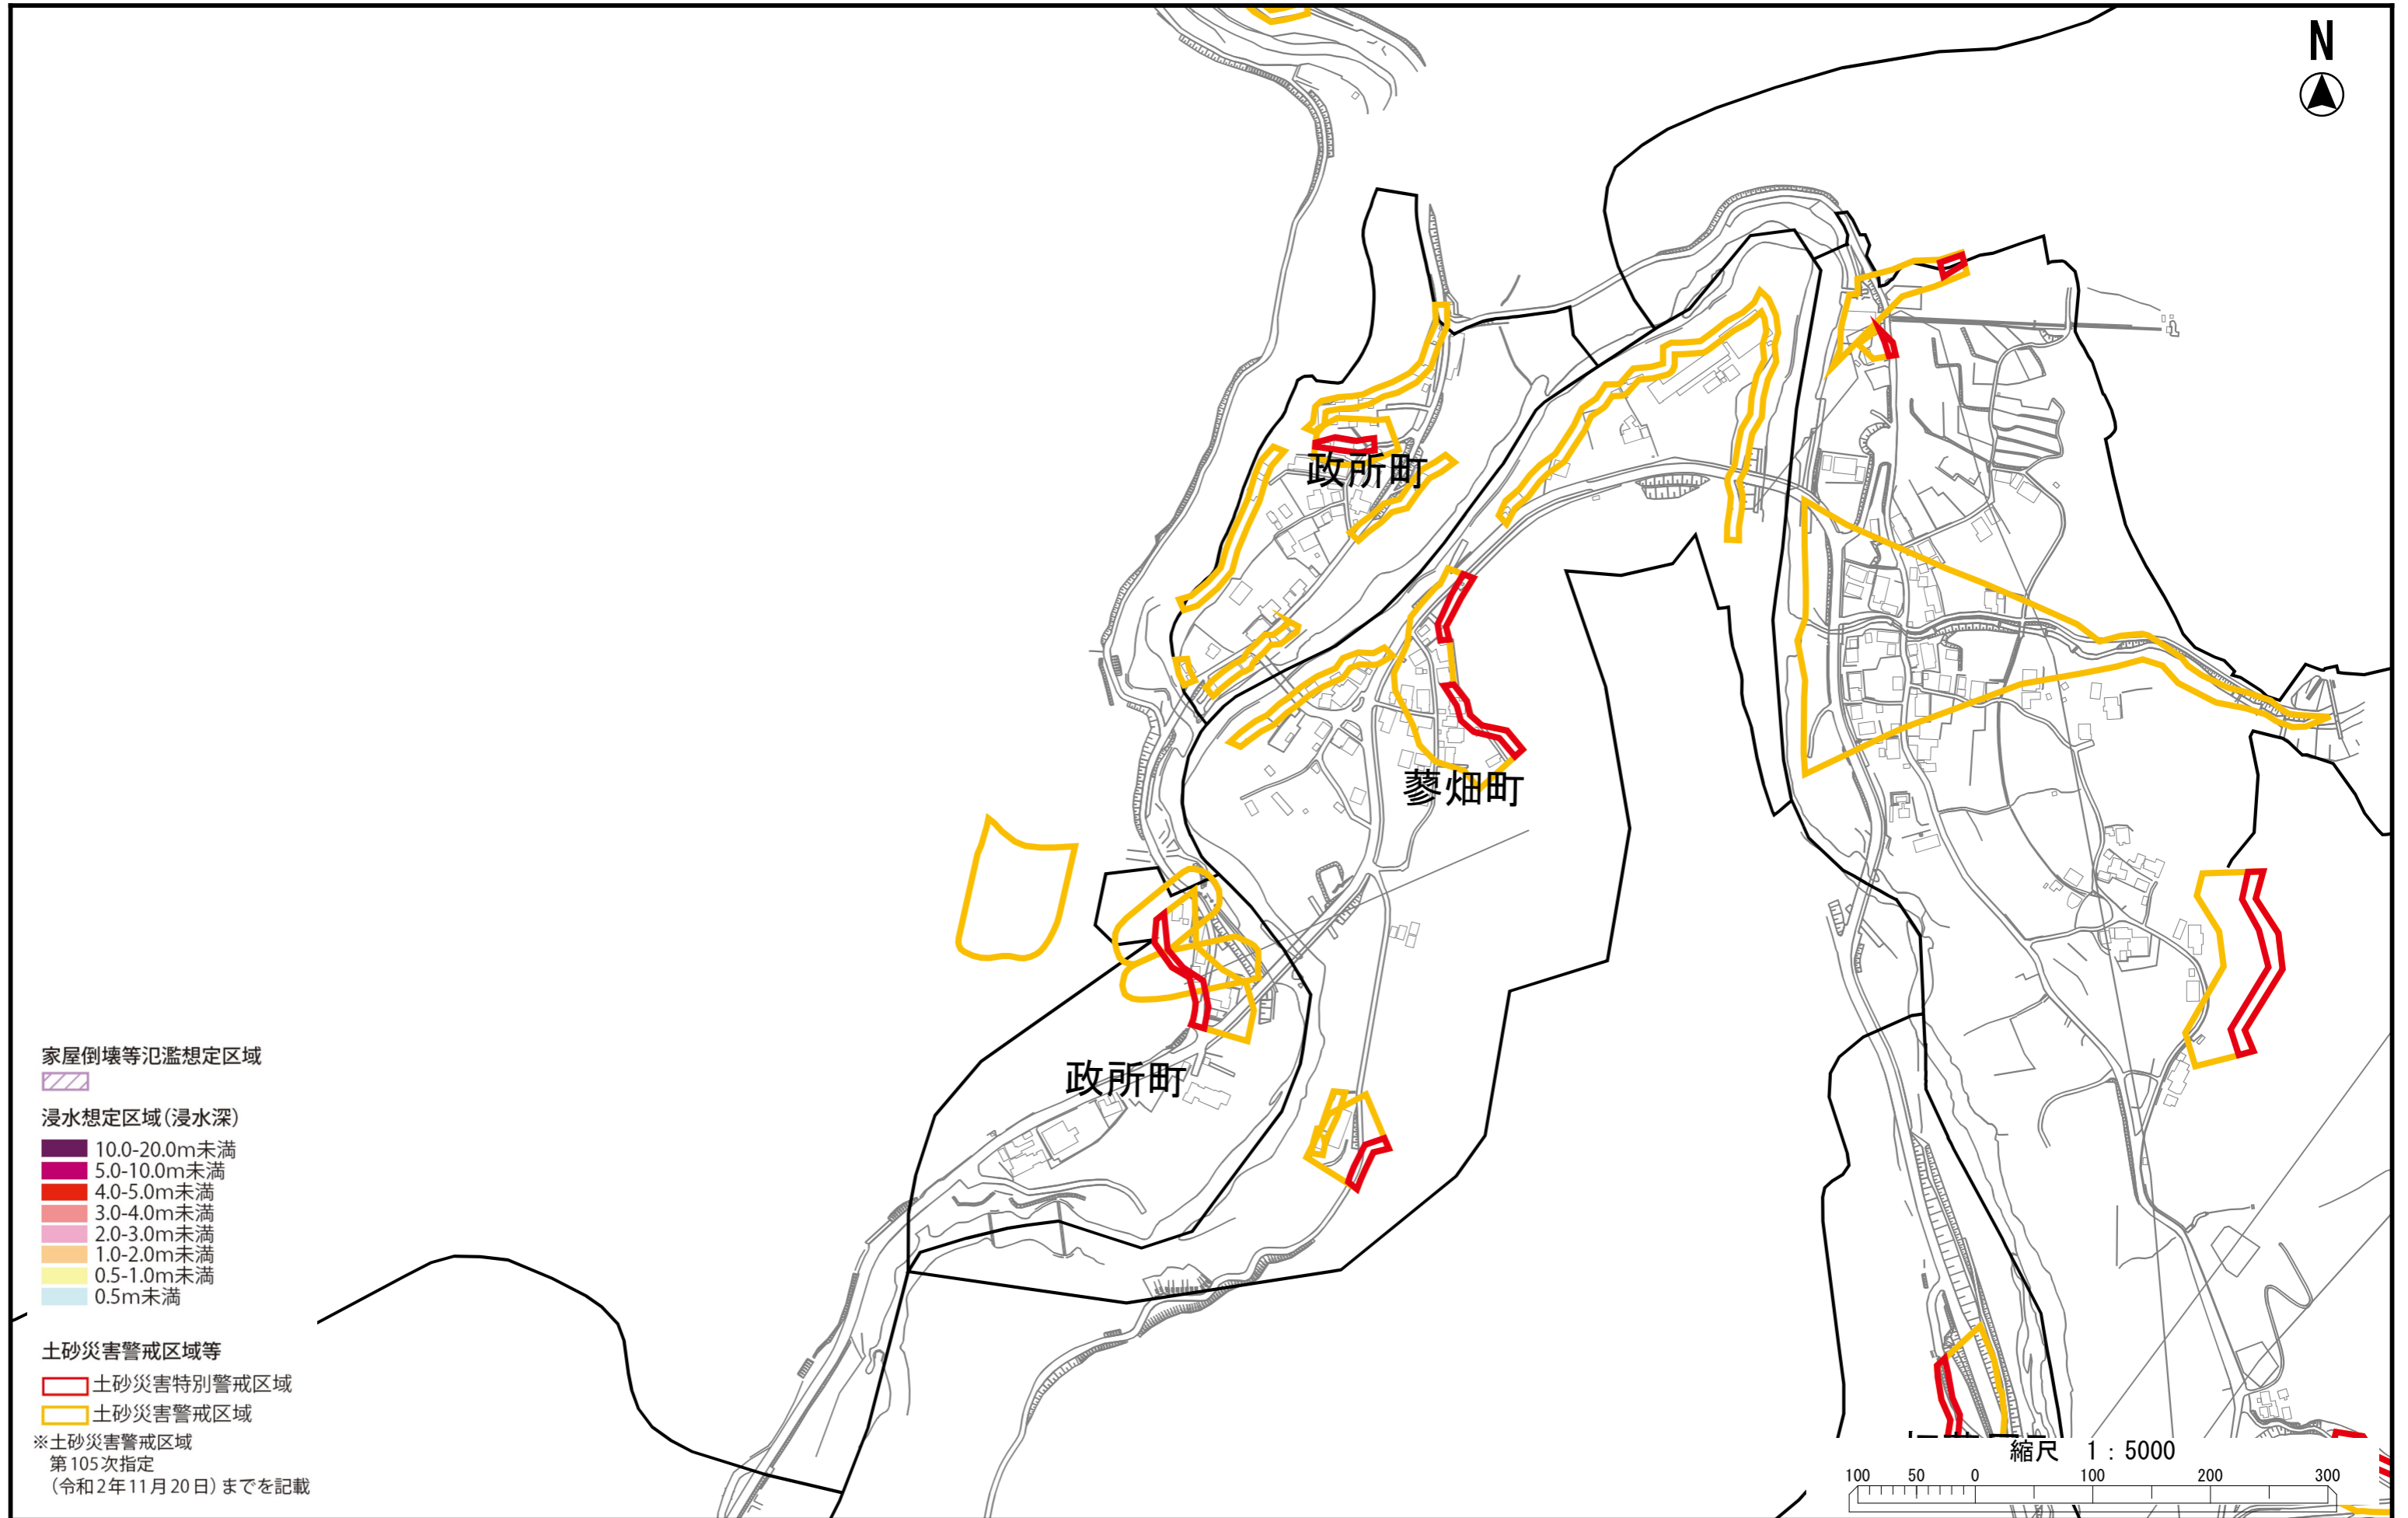 N
政所町
蓼畑町
政所町
家屋倒壊等氾濫想定区域
浸水想定区域(浸水深)
10.0-20.0m未満
5.0-10.0m未満
4.0-5.0m未満
3.0-4.0m未満
2.0-3.0m未満
1.0-2.0m未満
0.5-1.0m未満
0.5m未満
土砂災害警戒区域等
土砂災害特別警戒区域
土砂災害警戒区域
※土砂災害警戒区域
第105次指定
(令和2年11月20日)までを記載
縮尺 1:5000
100 50 0 100 200 300